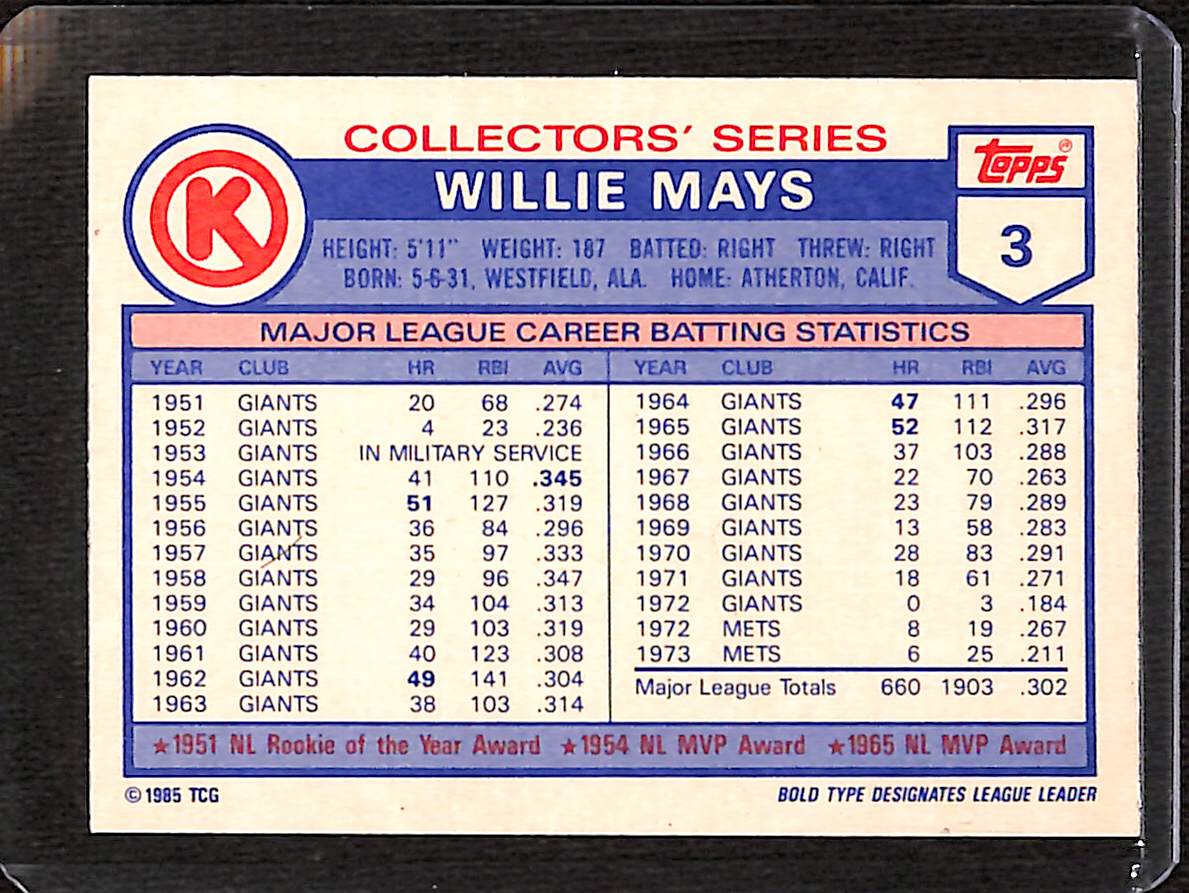 COLLECTORS' SERIES
K
WILLIE MAYS
TOPPS®
3
HEIGHT: 5'11" WEIGHT: 187 BATTED: RIGHT THREW: RIGHT
BORN: 5-6-31, WESTFIELD, ALA. HOME: ATHERTON, CALIF.
MAJOR LEAGUE CAREER BATTING STATISTICS
YEAR CLUB HR RBI AVG
1951 GIANTS 20 68 .274
1952 GIANTS 4 23 .236
1953 GIANTS IN MILITARY SERVICE
1954 GIANTS 41 110 .345
1955 GIANTS 51 127 .319
1956 GIANTS 36 84 .296
1957 GIANTS 35 97 .333
1958 GIANTS 29 96 .347
1959 GIANTS 34 104 .313
1960 GIANTS 29 103 .319
1961 GIANTS 40 123 .308
1962 GIANTS 49 141 .304
1963 GIANTS 38 103 .314
YEAR CLUB HR RBI AVG
1964 GIANTS 47 111 .296
1965 GIANTS 52 112 .317
1966 GIANTS 37 103 .288
1967 GIANTS 22 70 .263
1968 GIANTS 23 79 .289
1969 GIANTS 13 58 .283
1970 GIANTS 28 83 .291
1971 GIANTS 18 61 .271
1972 GIANTS 0 3 .184
1972 METS 8 19 .267
1973 METS 6 25 .211
Major League Totals 660 1903 .302
★1951 NL Rookie of the Year Award ★1954 NL MVP Award ★1965 NL MVP Award
©1985 TCG
BOLD TYPE DESIGNATES LEAGUE LEADER